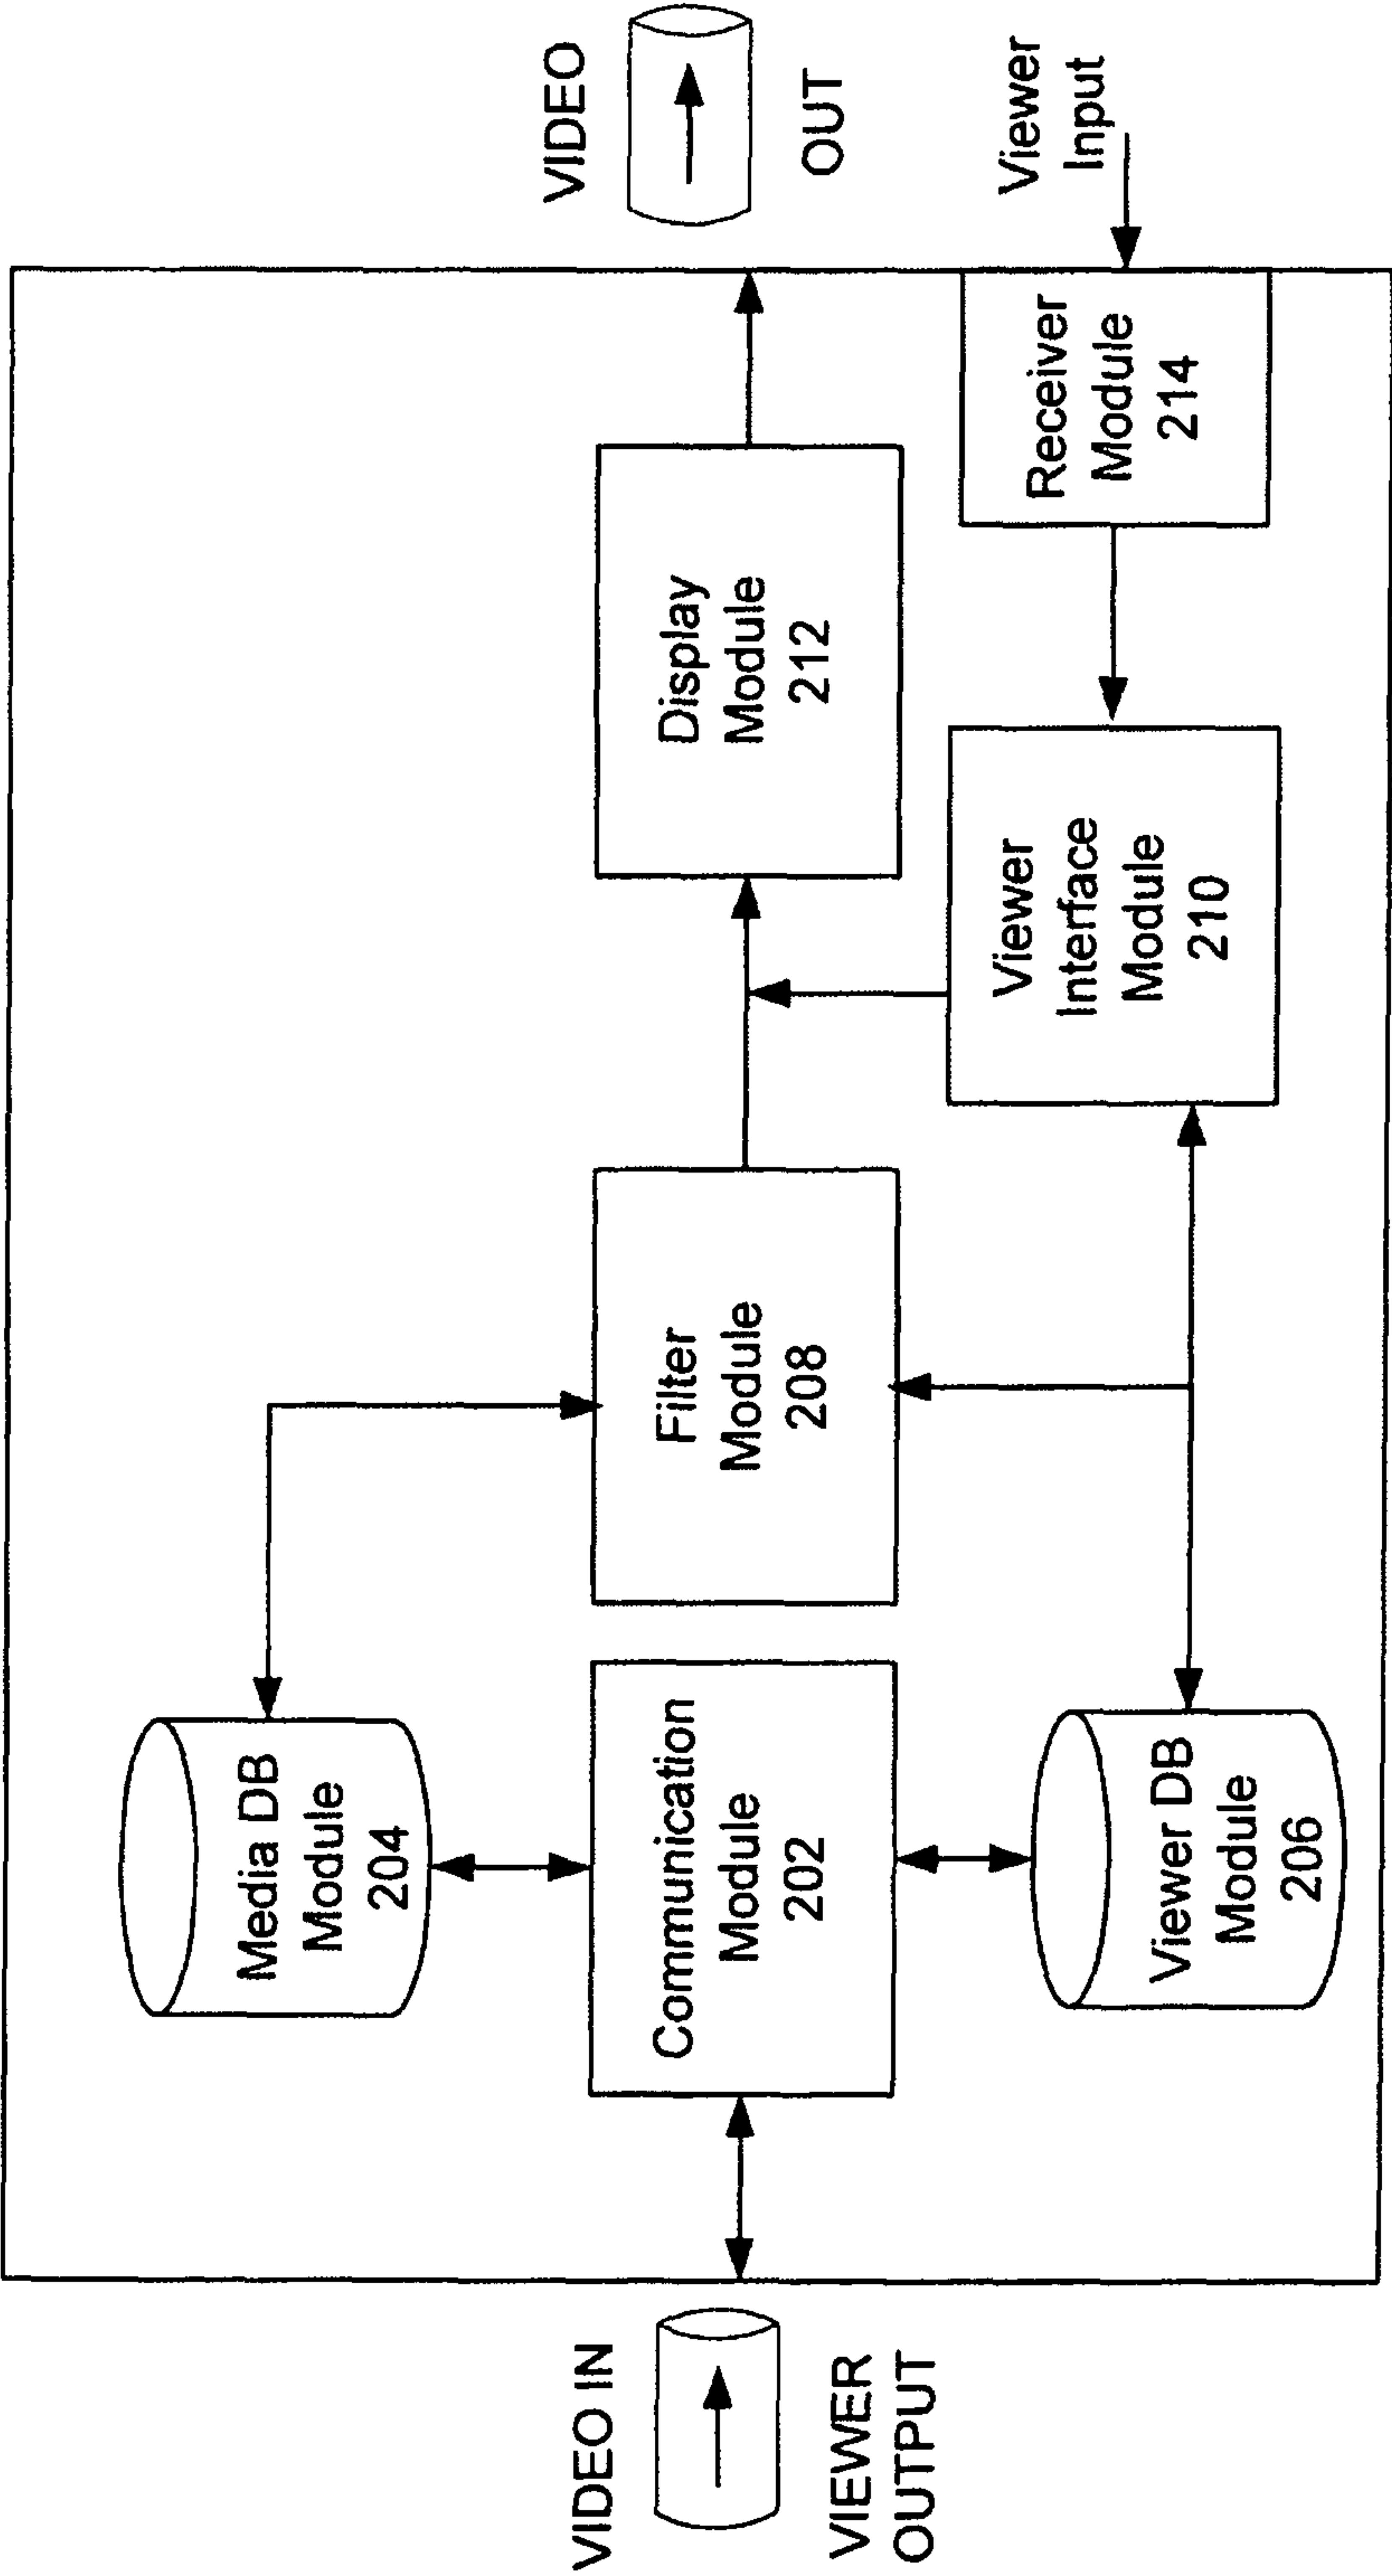 VIDEO IN
VIEWER
OUTPUT
Media DB
Module
204
Communication
Module
202
Viewer DB
Module
206
Filter
Module
208
Display
Module
212
Viewer
Interface
Module
210
Receiver
Module
214
VIDEO
OUT
Viewer
Input